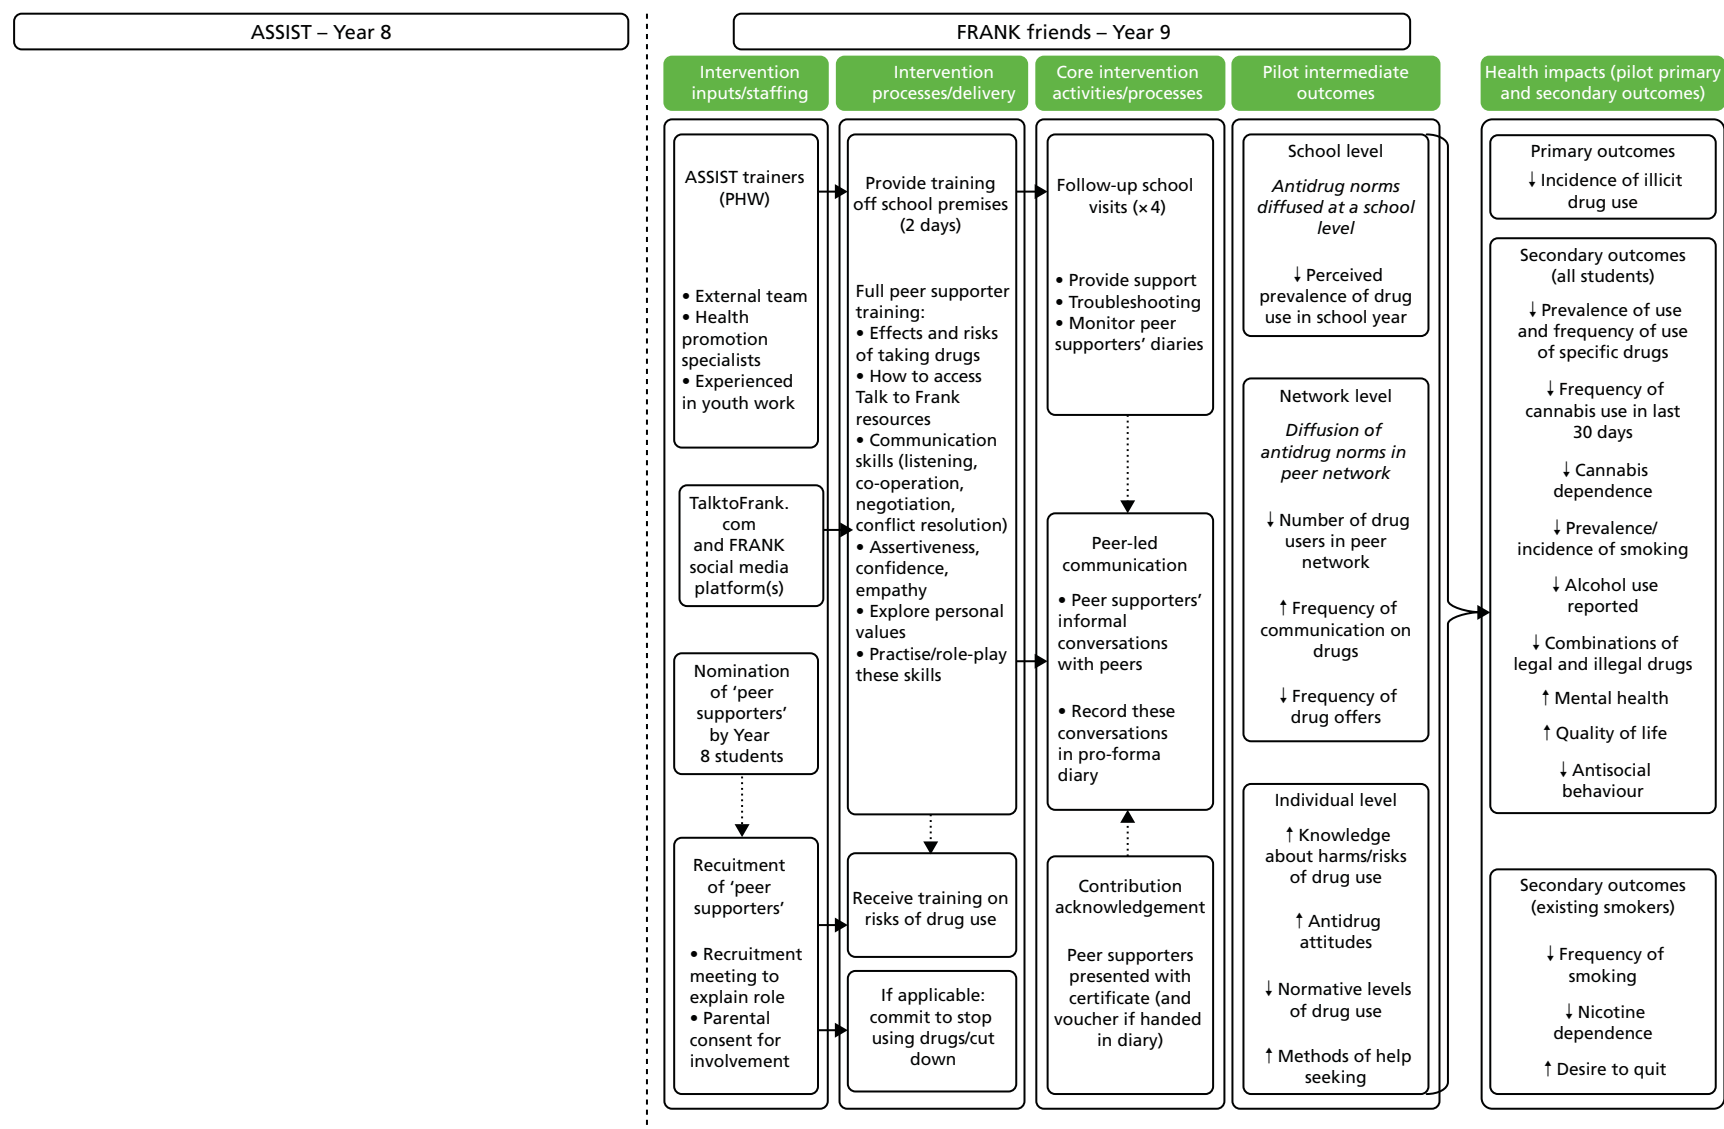 ASSIST – Year 8
FRANK friends – Year 9
Intervention
inputs/staffing
Intervention
processes/delivery
Core intervention
activities/processes
Pilot intermediate
outcomes
Health impacts (pilot primary
and secondary outcomes)
ASSIST trainers
(PHW)
• External team
• Health
promotion
specialists
• Experienced
in youth work
TalktoFrank.
com
and FRANK
social media
platform(s)
Nomination
of ‘peer
supporters’
by Year
8 students
Recuitment
of ‘peer
supporters’
• Recruitment
meeting to
explain role
• Parental
consent for
involvement
Provide training
off school premises
(2 days)
Full peer supporter
training:
• Effects and risks
of taking drugs
• How to access
Talk to Frank
resources
• Communication
skills (listening,
co-operation,
negotiation,
conflict resolution)
• Assertiveness,
confidence,
empathy
• Explore personal
values
• Practise/role-play
these skills
Receive training on
risks of drug use
If applicable:
commit to stop
using drugs/cut
down
Follow-up school
visits (× 4)
• Provide support
• Troubleshooting
• Monitor peer
supporters’ diaries
Peer-led
communication
• Peer supporters’
informal
conversations
with peers
• Record these
conversations
in pro-forma
diary
Contribution
acknowledgement
Peer supporters
presented with
certificate (and
voucher if handed
in diary)
School level
Antidrug norms
diffused at a school
level
↓ Perceived
prevalence of drug
use in school year
Network level
Diffusion of
antidrug norms in
peer network
↓ Number of drug
users in peer
network
↑ Frequency of
communication on
drugs
↓ Frequency of
drug offers
Individual level
↑ Knowledge
about harms/risks
of drug use
↑ Antidrug
attitudes
↓ Normative levels
of drug use
↑ Methods of help
seeking
Primary outcomes
↓ Incidence of illicit
drug use
Secondary outcomes
(all students)
↓ Prevalence of use
and frequency of use
of specific drugs
↓ Frequency of
cannabis use in last
30 days
↓ Cannabis
dependence
↓ Prevalence/
incidence of smoking
↓ Alcohol use
reported
↓ Combinations of
legal and illegal drugs
↑ Mental health
↑ Quality of life
↓ Antisocial
behaviour
Secondary outcomes
(existing smokers)
↓ Frequency of
smoking
↓ Nicotine
dependence
↑ Desire to quit